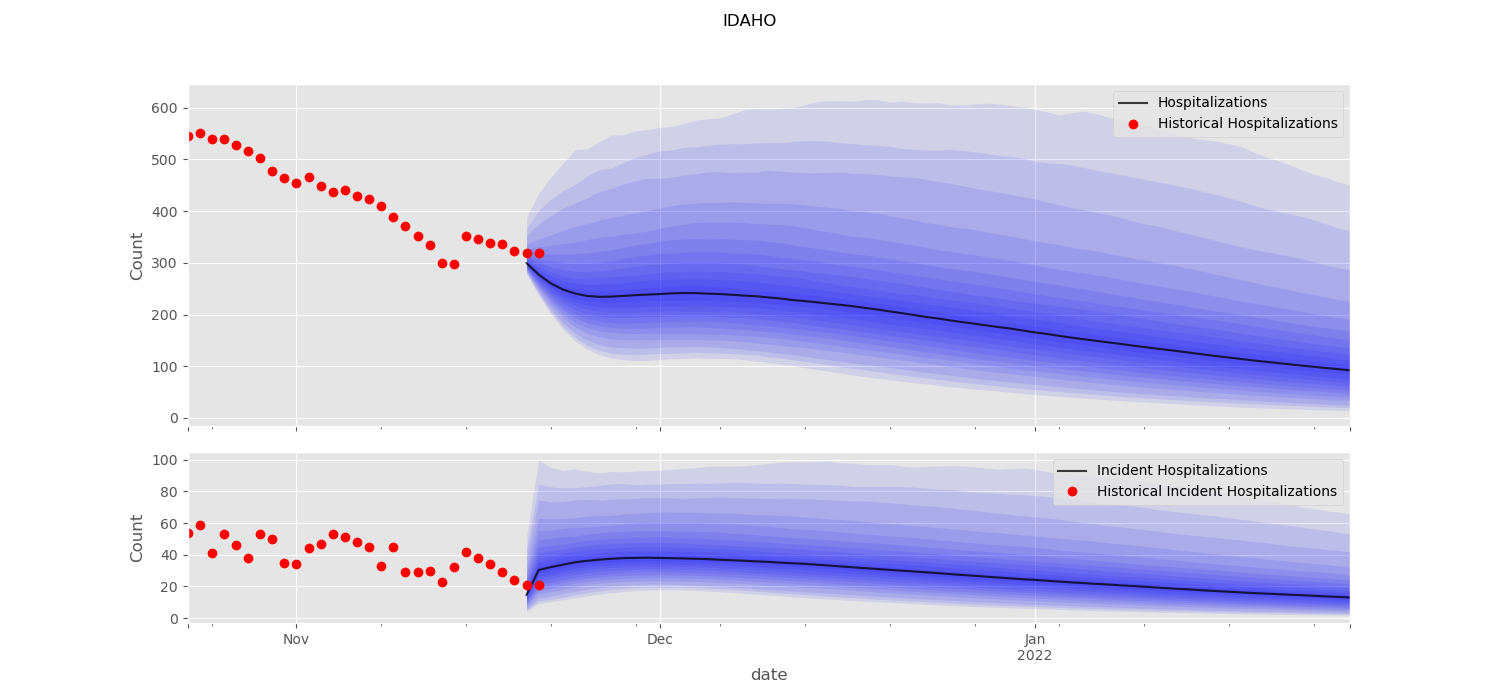 IDAHO
Count
600
500
400
300
200
100
0
Hospitalizations
Historical Hospitalizations
Count
100
80
60
40
20
0
Incident Hospitalizations
Historical Incident Hospitalizations
Nov
Dec
Jan
2022
date